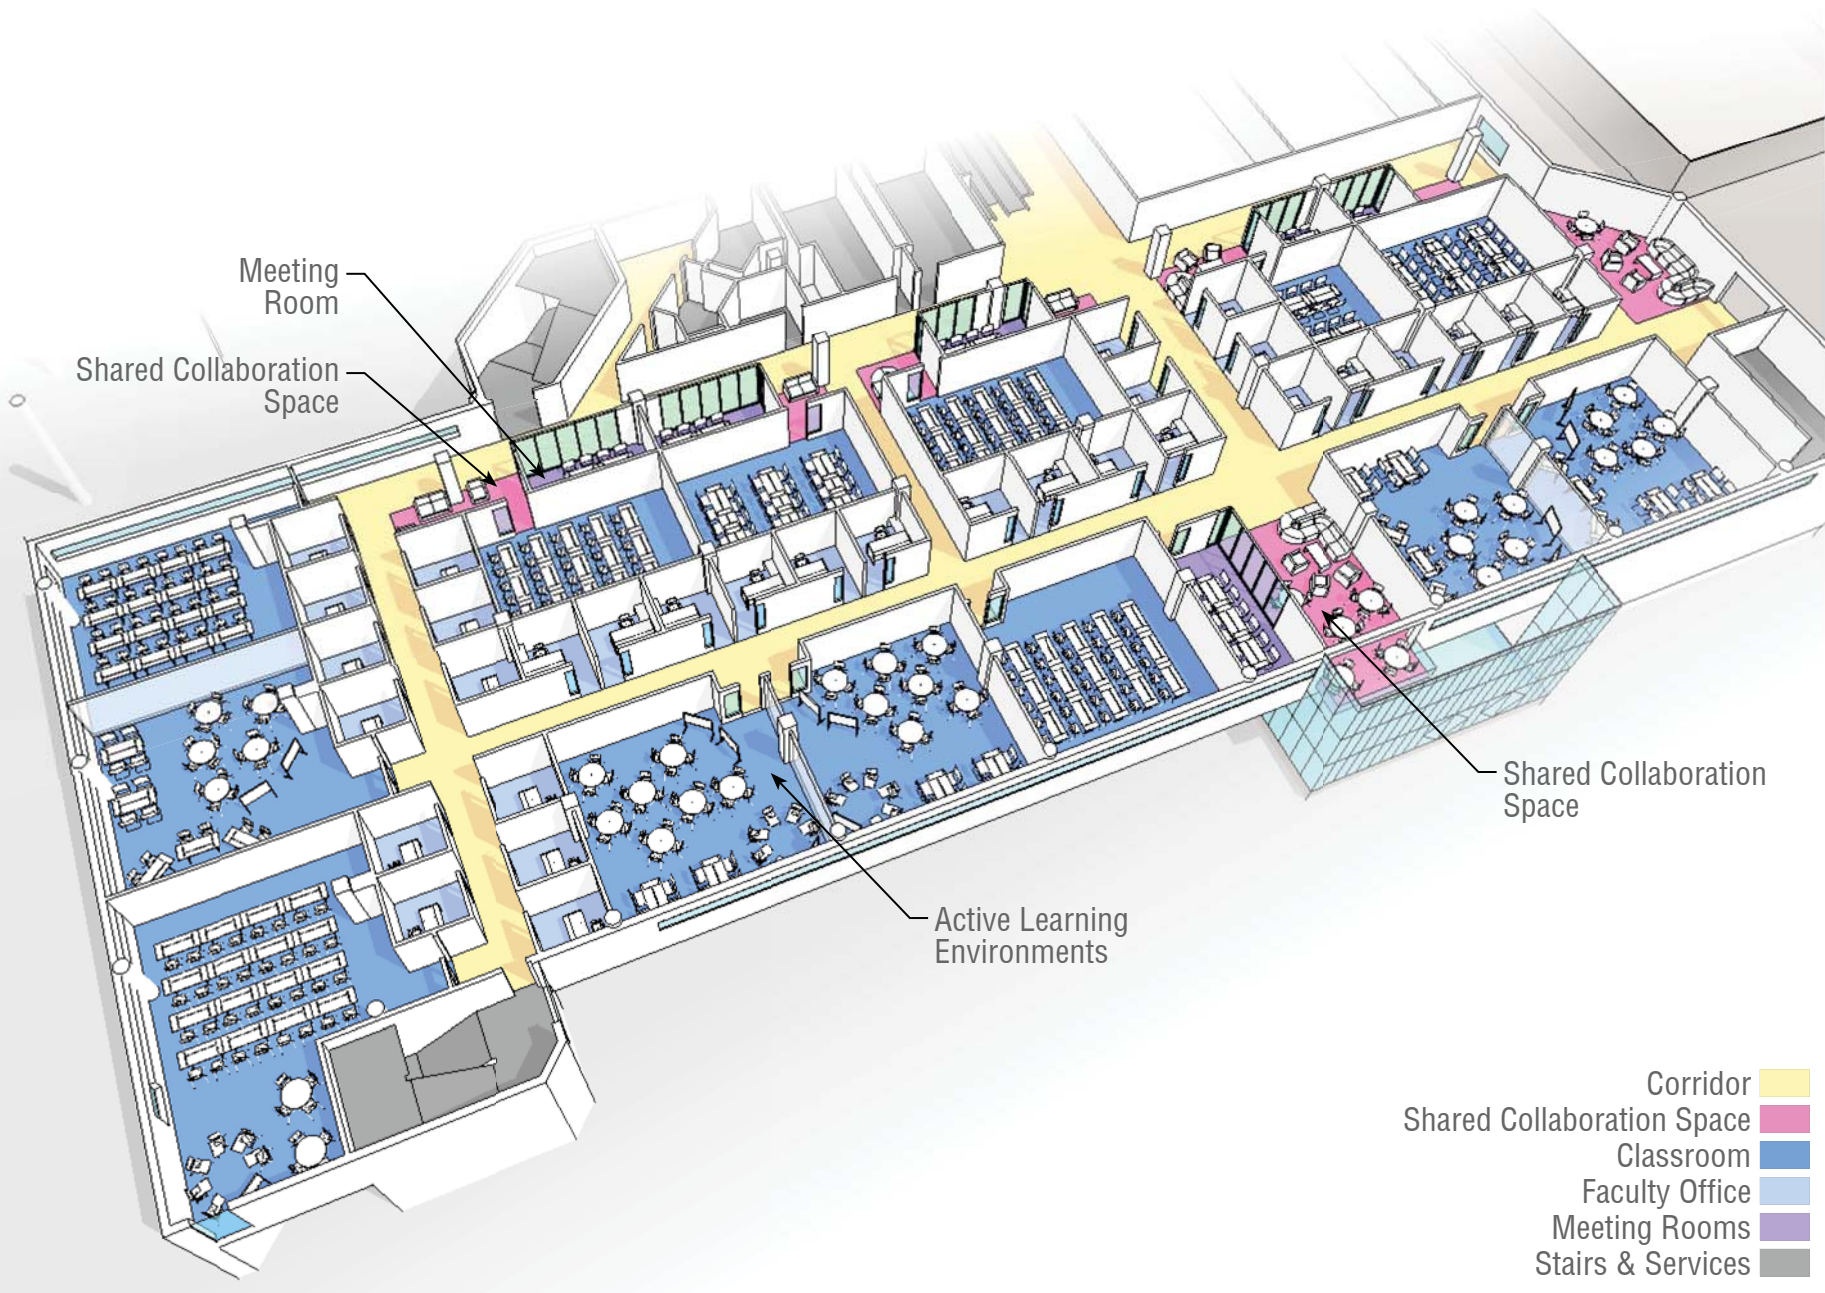 Meeting
Room
Shared Collaboration
Space
Shared Collaboration
Space
Active Learning
Environments
Corridor
Shared Collaboration Space
Classroom
Faculty Office
Meeting Rooms
Stairs & Services